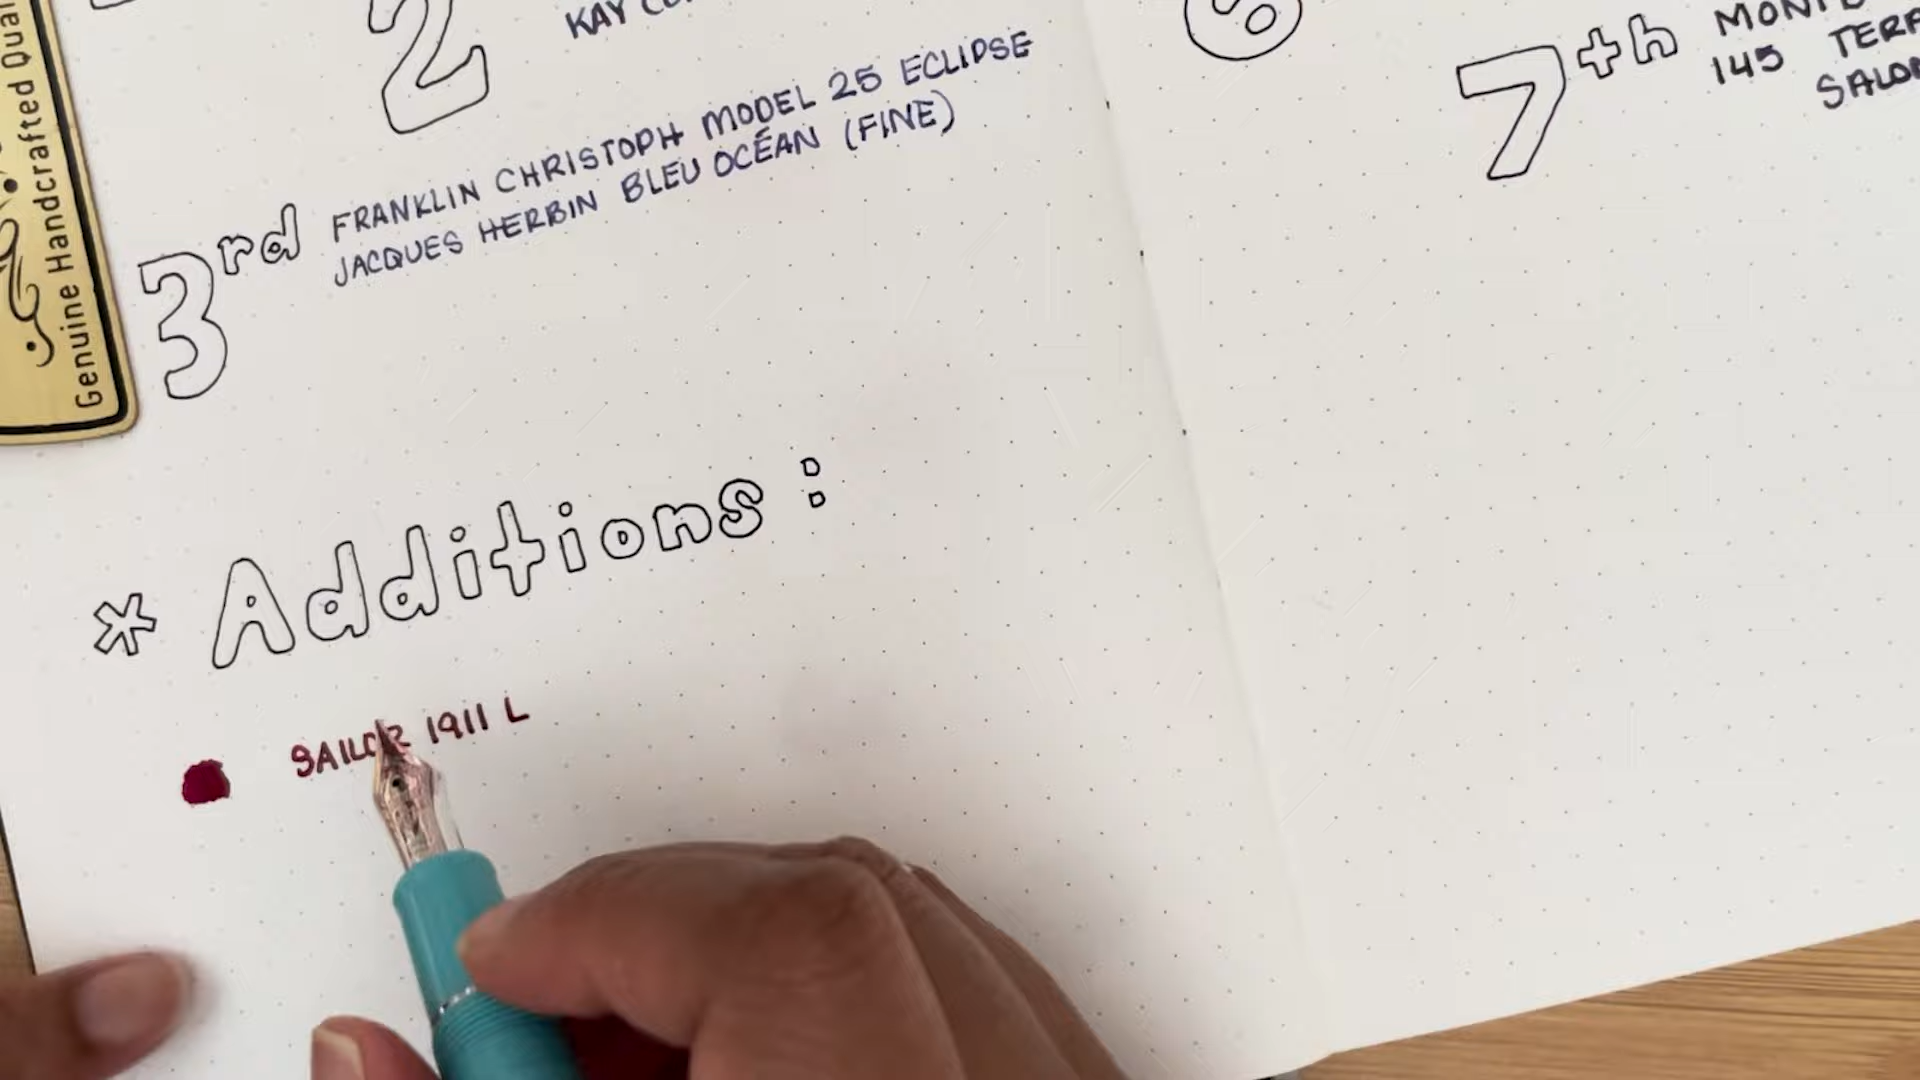 Genuine Handcrafted
2
KAY
3rd
FRANKLIN CHRISTOPH MODEL 25 ECLIPSE
JACQUES HERBIN BLEU OCÉAN (FINE)
* Additions :
SAILOR 1911 L
7th
145